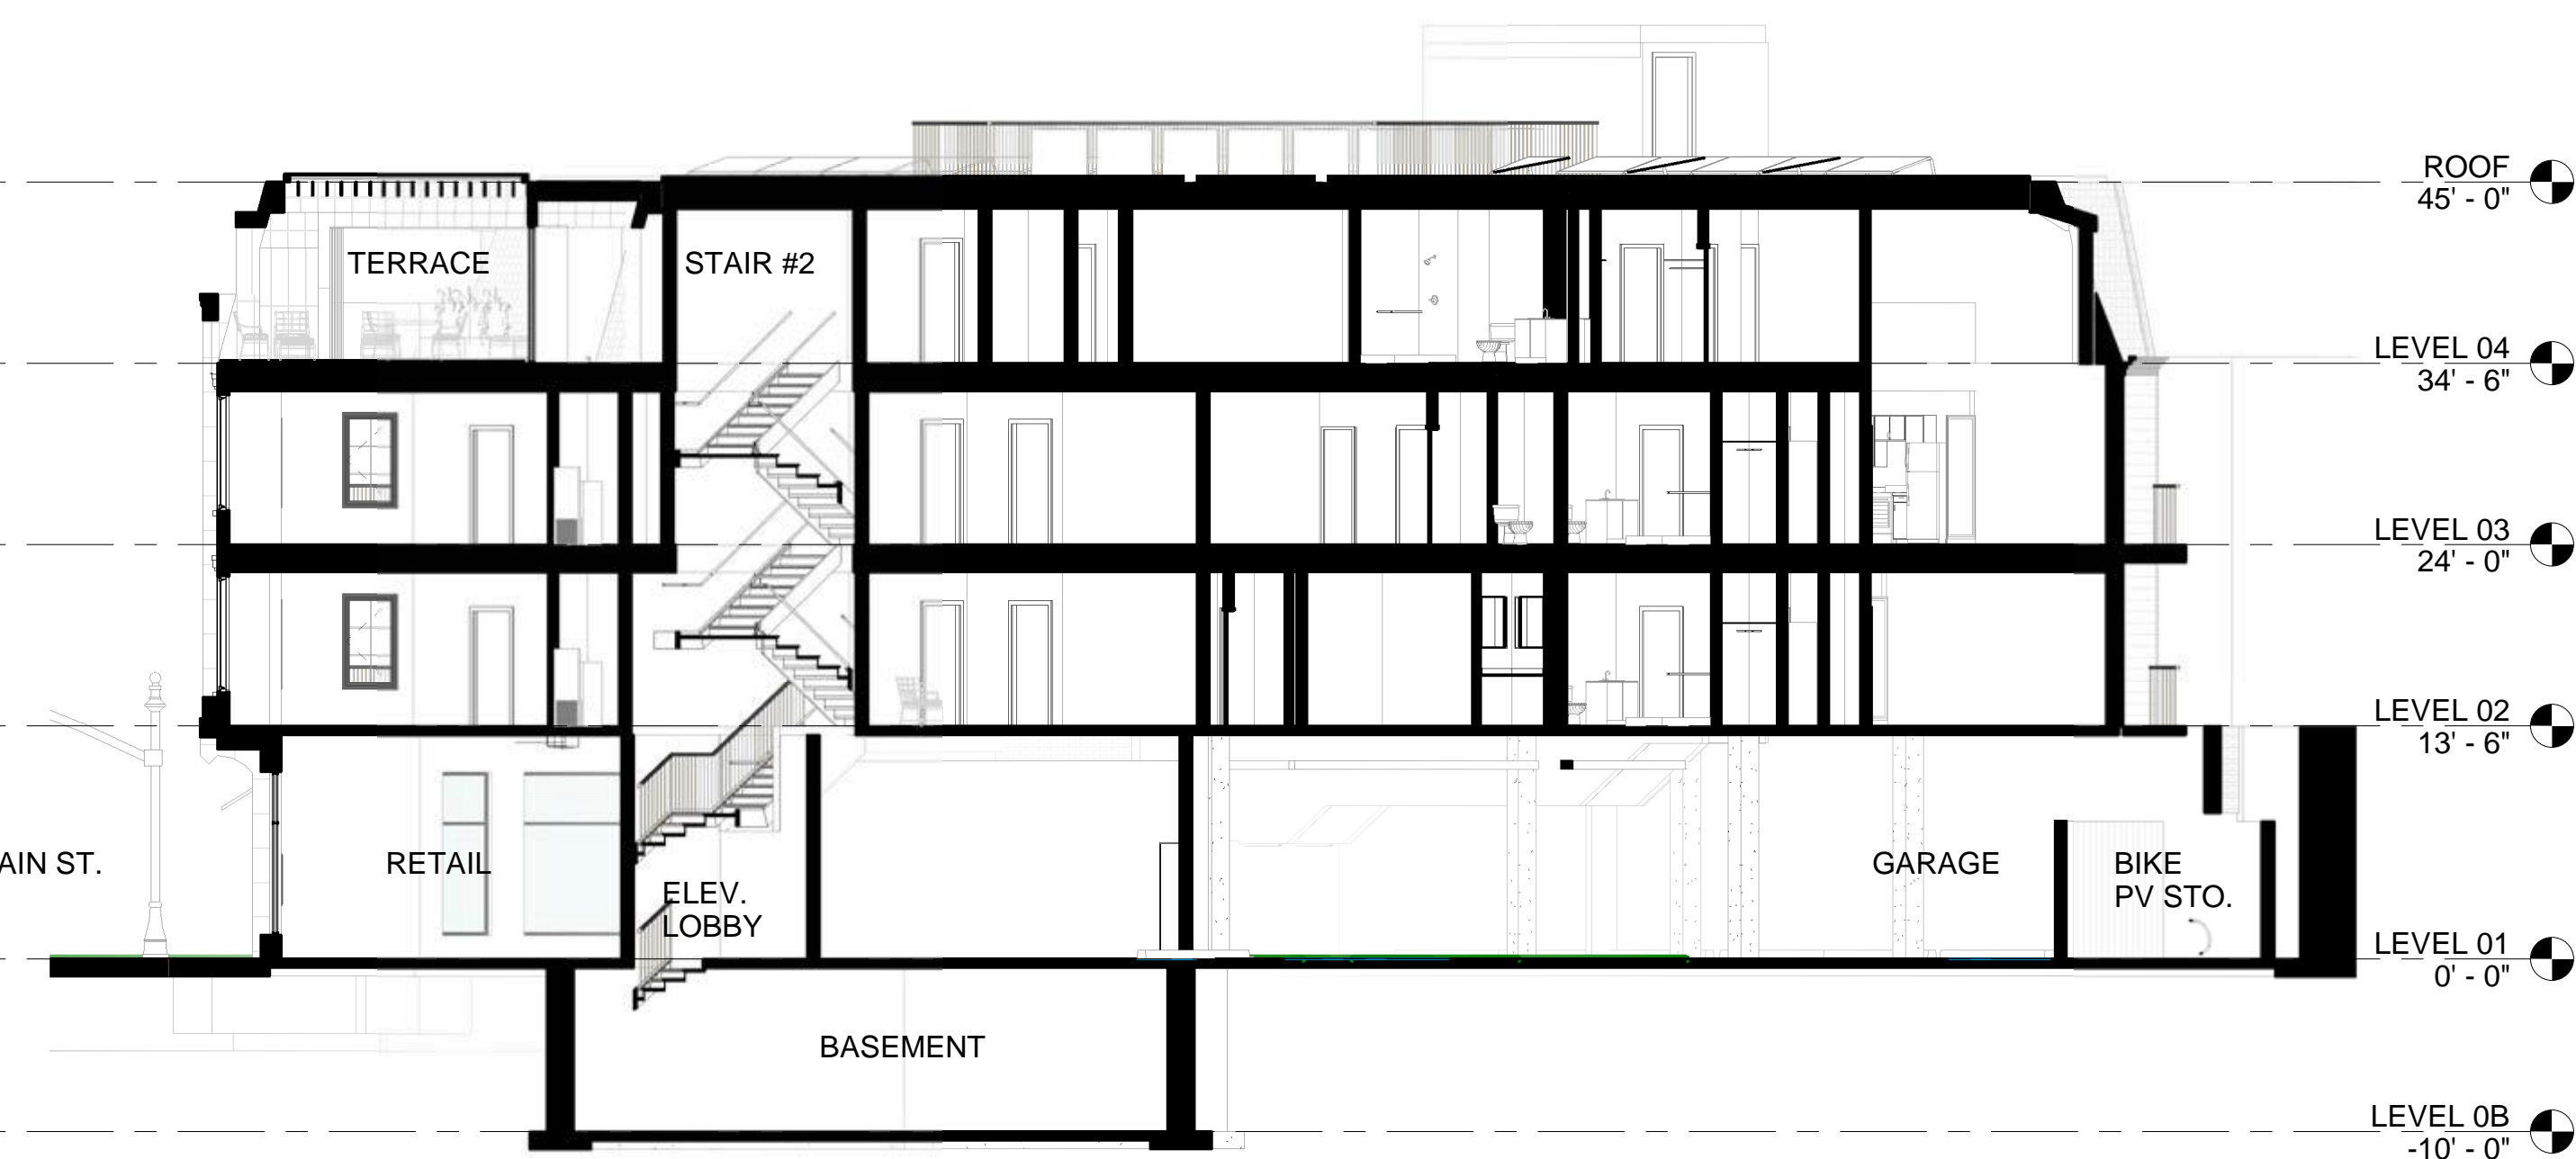 ROOF
45' - 0"
TERRACE
STAIR #2
LEVEL 04
34' - 6"
LEVEL 03
24' - 0"
LEVEL 02
13' - 6"
AIN ST.
RETAIL
ELEV.
LOBBY
GARAGE
BIKE
PV STO.
LEVEL 01
0' - 0"
BASEMENT
LEVEL 0B
-10' - 0"